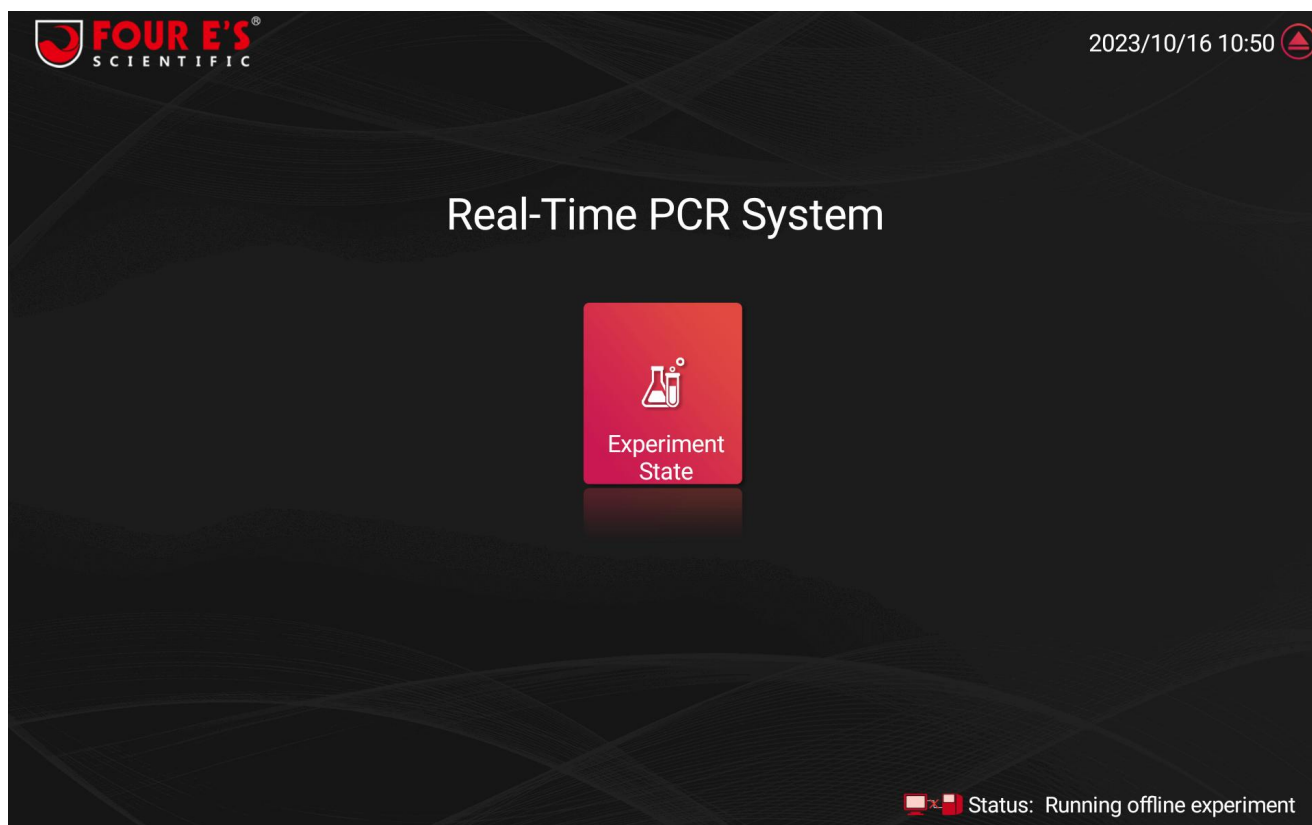 FOUR E'S®
SCIENTIFIC
2023/10/16 10:50
Real-Time PCR System
Experiment
State
Status: Running offline experiment